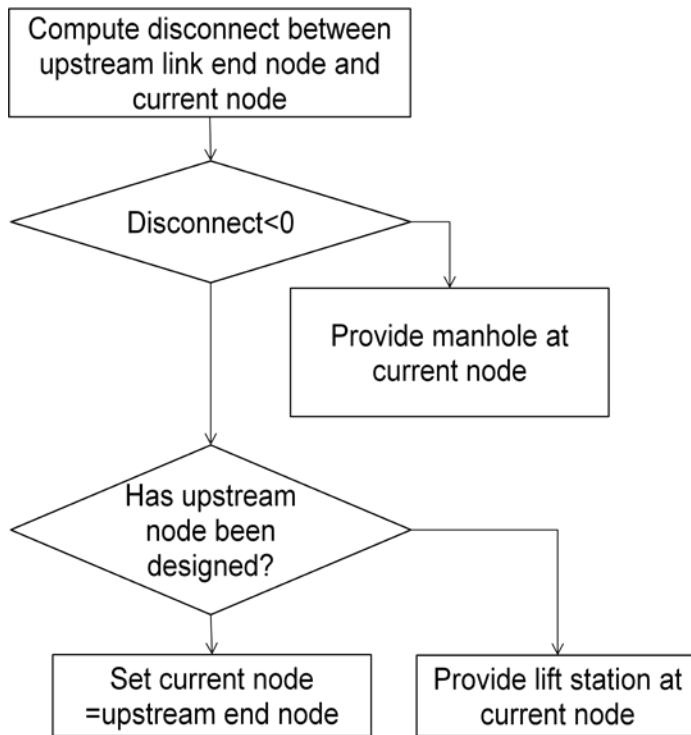 Compute disconnect between
upstream link end node and
current node
Disconnect<0
Provide manhole at
current node
Has upstream
node been
designed?
Set current node
=upstream end node
Provide lift station at
current node